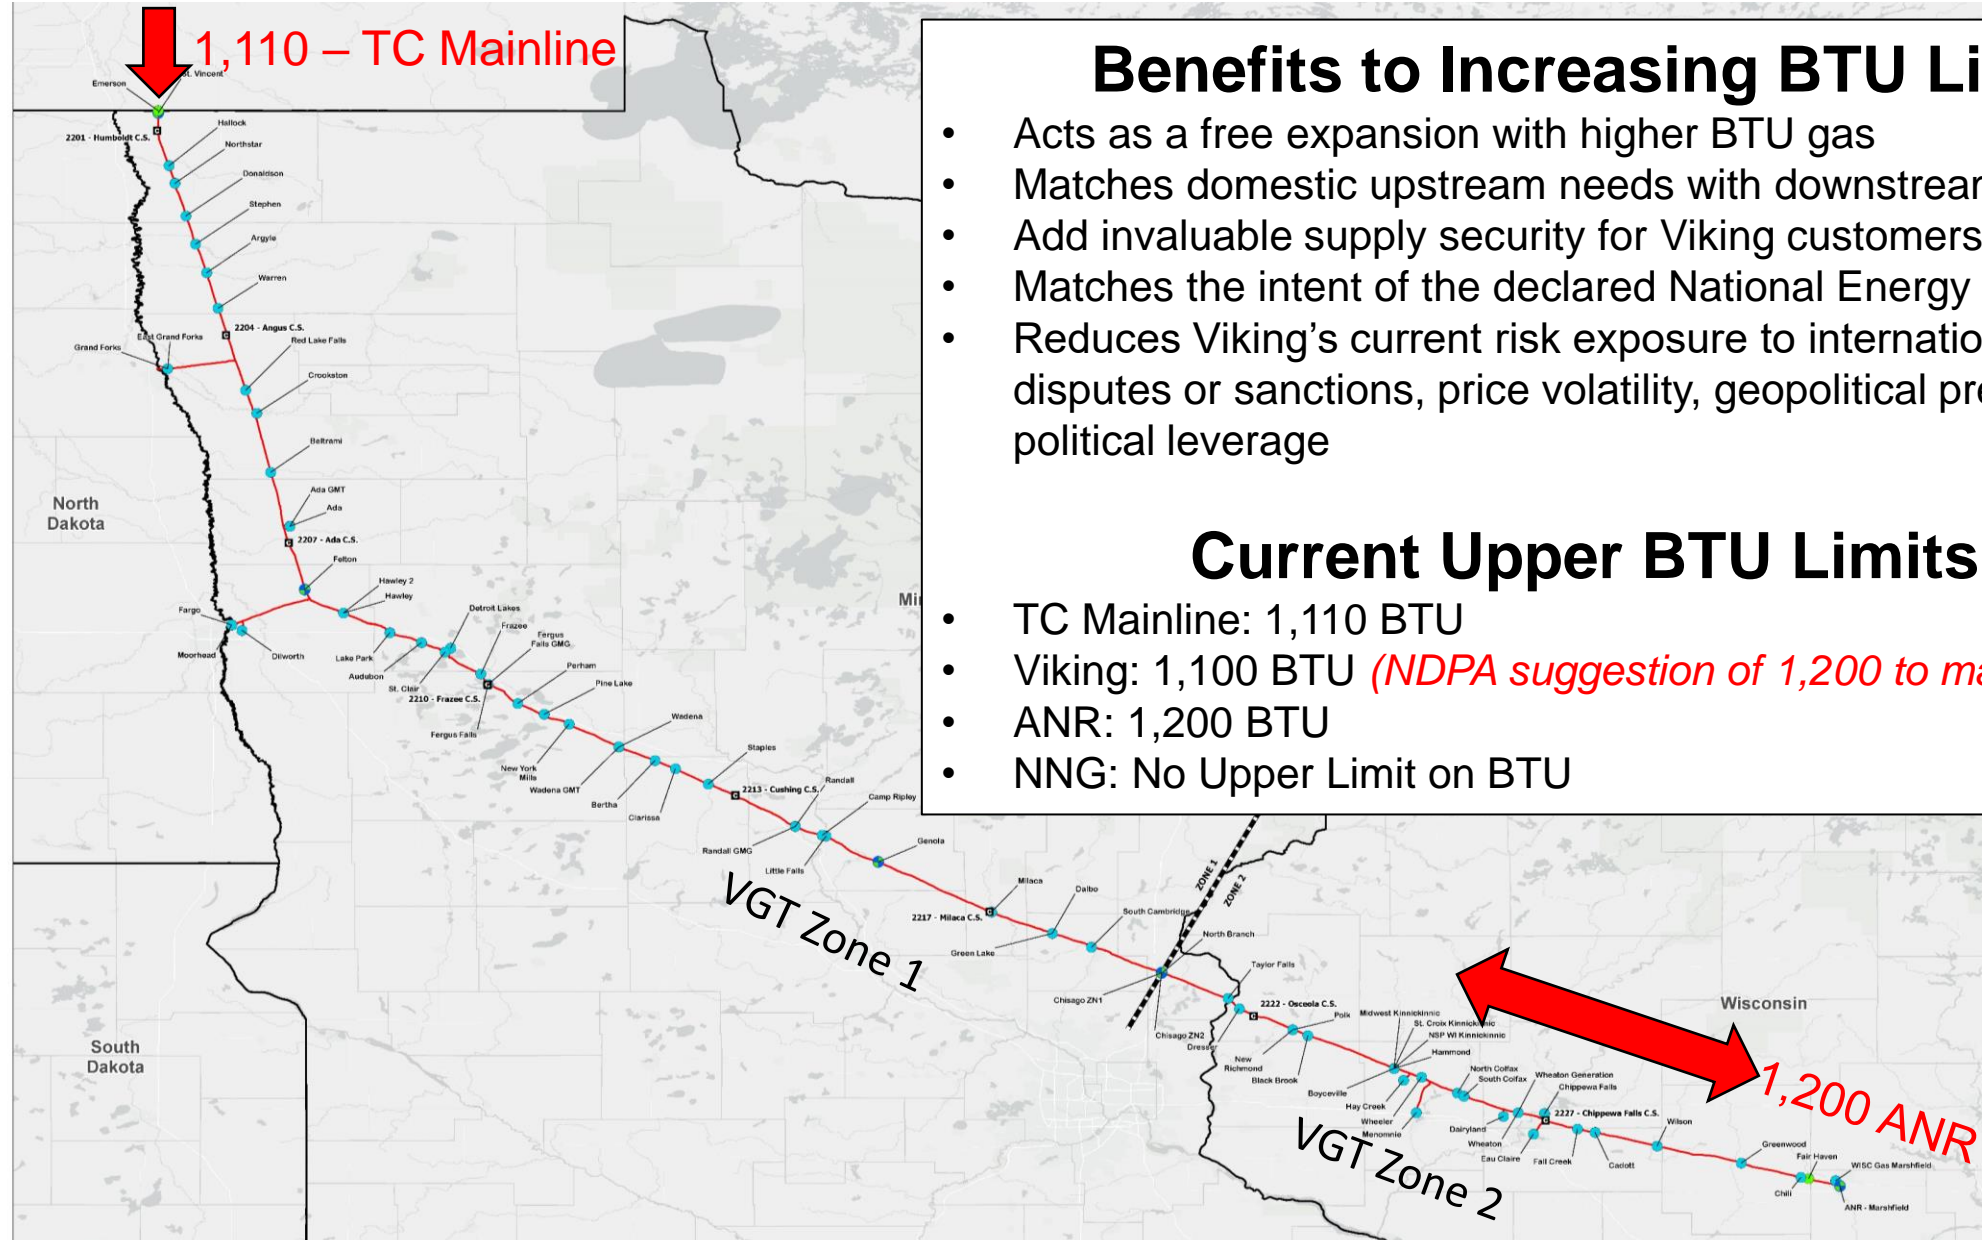 1,110 – TC Mainline
Benefits to Increasing BTU
• Acts as a free expansion with higher BTU gas
• Matches domestic upstream needs with
• Add invaluable supply security for Viking customers
• Matches the intent of the declared National Energy
• Reduces Viking's current risk exposure to
disputes or sanctions, price volatility, geopolitical
political leverage
Current Upper BTU Limits
• TC Mainline: 1,110 BTU
• Viking: 1,100 BTU (NDPA suggestion of 1,200 to
• ANR: 1,200 BTU
• NNG: No Upper Limit on BTU
St. Vincent
Emerson
Hallock
2201 - Humboldt C.S.
Northstar
Donaldson
Stephen
Argyle
Warren
2204 - Angus C.S.
East Grand Forks
Red Lake Falls
Grand Forks
Crookston
Beltrami
Ada GMT
North
Dakota
Ada
2207 - Ada C.S.
Felton
Hawley 2
Hawley
Fargo
Detroit Lakes
Frazee
Fergus
Falls GMG
Moorhead
Dilworth
Lake Park
Perham
Audubon
Pine Lake
St. Clair
2210 - Frazee C.S.
Wadena
Fergus Falls
Staples
New York
Mills
Randall
Wadena GMT
2213 - Cushing C.S.
Camp Ripley
Bertha
Clarissa
Genola
Randall GMG
Little Falls
ZONE 1
ZONE 2
VGT Zone 1
Milaca
Dalbo
2217 - Milaca C.S.
South Cambridge
North Branch
Green Lake
Taylor Falls
Chisago ZN1
2222 - Osceola C.S.
Wisconsin
Polk
Midwest Kinnickinnic
St. Croix Kinnickinnic
NSP WI Kinnickinnic
Chisago ZN2
Dresser
Hammond
South
Dakota
New
Richmond
Black Brook
North Colfax
South Colfax
Wheaton Generation
Chippewa Falls
Boyceville
Hay Creek
2227 - Chippewa Falls C.S.
Wheeler
Menomnie
Dairyland
Wilson
Wheaton
Eau Claire
Fall Creek
Cadott
Greenwood
Fair Haven
WISC Gas Marshfield
Chili
ANR - Marshfield
VGT Zone 2
1,200 ANR